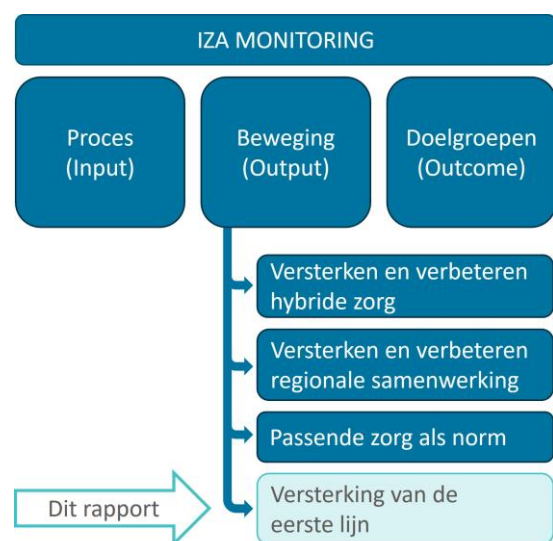 IZA MONITORING
Proces
(Input)
Beweging
(Output)
Doelgroepen
(Outcome)
Versterken en verbeteren
hybride zorg
Versterken en verbeteren
regionale samenwerking
Passende zorg als norm
Dit rapport
Versterking van de
eerste lijn